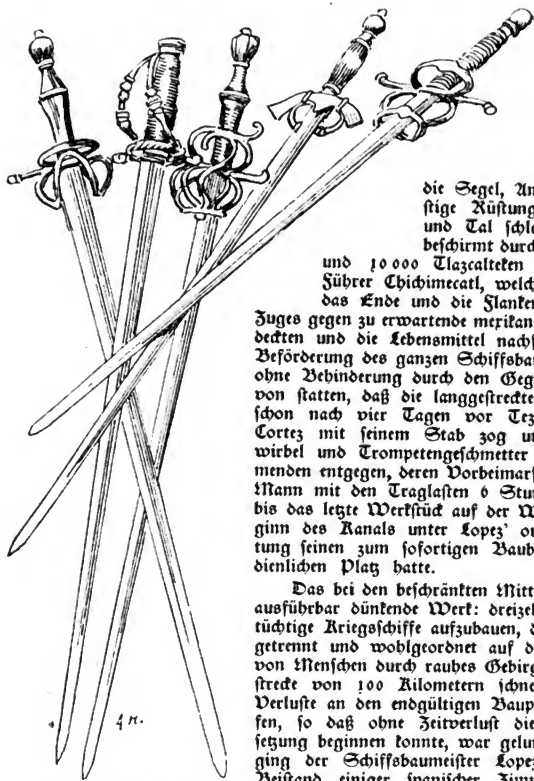 die Segel, An
stige Rüstung
und Tal schle
beschirmt durch
und 10000 Tlazcalteken
Führer Chichimecatl, welch
das Ende und die Flanken
Zuges gegen zu erwartende mexikan
deckten und die Lebensmittel nachs
Beförderung des ganzen Schiffsbau
ohne Behinderung durch den Geg
von statten, daß die langgestreckte
schon nach vier Tagen vor Tez
Cortez mit seinem Stab zog un
wirbel und Trompetengeschmetter
menden entgegen, deren Vorbeimars
Mann mit den Traglasten 6 Stun
bis das letzte Werkstück auf der W
ginn des Kanals unter Lopez' ou
tung seinen zum sofortigen Baub
dienlichen Platz hatte.
Das bei den beschränkten Mitt
ausführbar dünkende Werk: dreizeh
tüchtige Kriegsschiffe aufzubauen, d
getrennt und wohlgeordnet auf d
von Menschen durch rauhes Gebirg
strecke von 100 Kilometern schne
Verluste an den endgültigen Baup
fen, so daß ohne Zeitverlust die
setzung beginnen konnte, war gelun
ging der Schiffsbaumeister Lopez
Beistand einiger spanischer Zimm